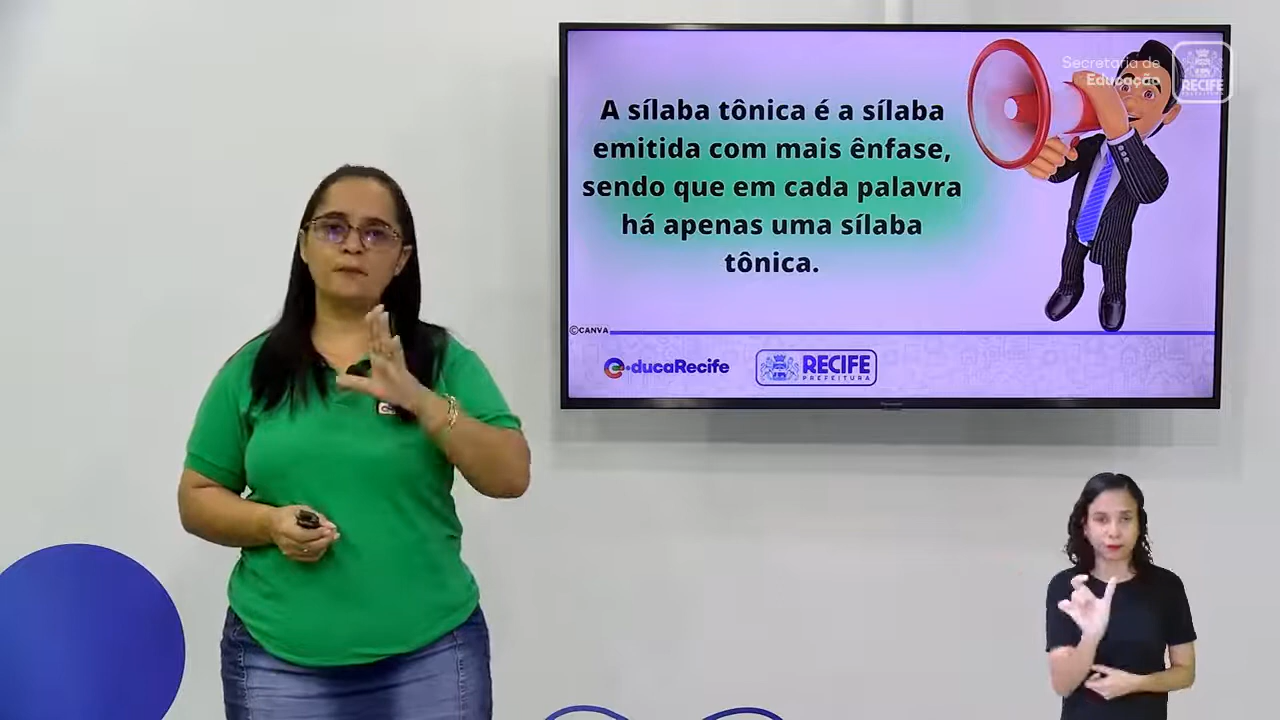 Secretaria de
Educação
RECIFE
PREFEITURA
A sílaba tônica é a sílaba
emitida com mais ênfase,
sendo que em cada palavra
há apenas uma sílaba
tônica.
©CANVA
EducaRecife
RECIFE
PREFEITURA